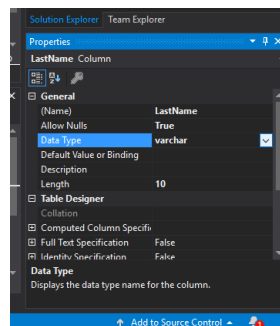 Solution Explorer Team Explorer
Properties
LastName Column
General
(Name) LastName
Allow Nulls True
Data Type varchar
Default Value or Binding
Description
Length 10
Table Designer
Collation
Computed Column Specifi
Full Text Specification False
Identity Specification False
Data Type
Displays the data type name for the column.
Add to Source Control